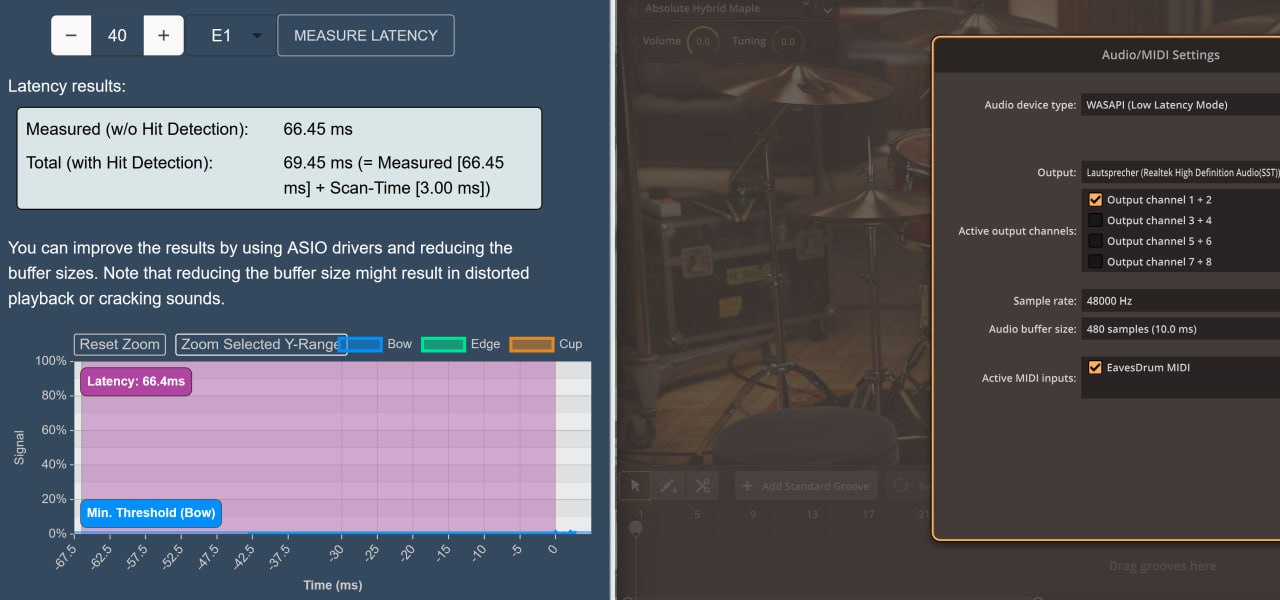 − 40 + E1 MEASURE LATENCY
Latency results:
Measured (w/o Hit Detection): 66.45 ms
Total (with Hit Detection): 69.45 ms (= Measured [66.45
ms] + Scan-Time [3.00 ms])
You can improve the results by using ASIO drivers and reducing the
buffer sizes. Note that reducing the buffer size might result in distorted
playback or cracking sounds.
Reset Zoom Zoom Selected Y-Range Bow Edge Cup
100%
Latency: 66.4ms
80%
60%
Signal
40%
20%
Min. Threshold (Bow)
0%
-67.5 -62.5 -57.5 -52.5 -47.5 -42.5 -37.5 -30 -25 -20 -15 -10 -5 0
Time (ms)
Absolute Hybrid Maple
Volume 0.0 Tuning 0.0
Audio/MIDI Settings
Audio device type: WASAPI (Low Latency Mode)
Output: Lautsprecher (Realtek High Definition Audio(SST))
Active output channels:
Output channel 1 + 2
Output channel 3 + 4
Output channel 5 + 6
Output channel 7 + 8
Sample rate: 48000 Hz
Audio buffer size: 480 samples (10.0 ms)
Active MIDI inputs: EavesDrum MIDI
+ Add Standard Groove
1 5 9 13 17 21
Drag grooves here